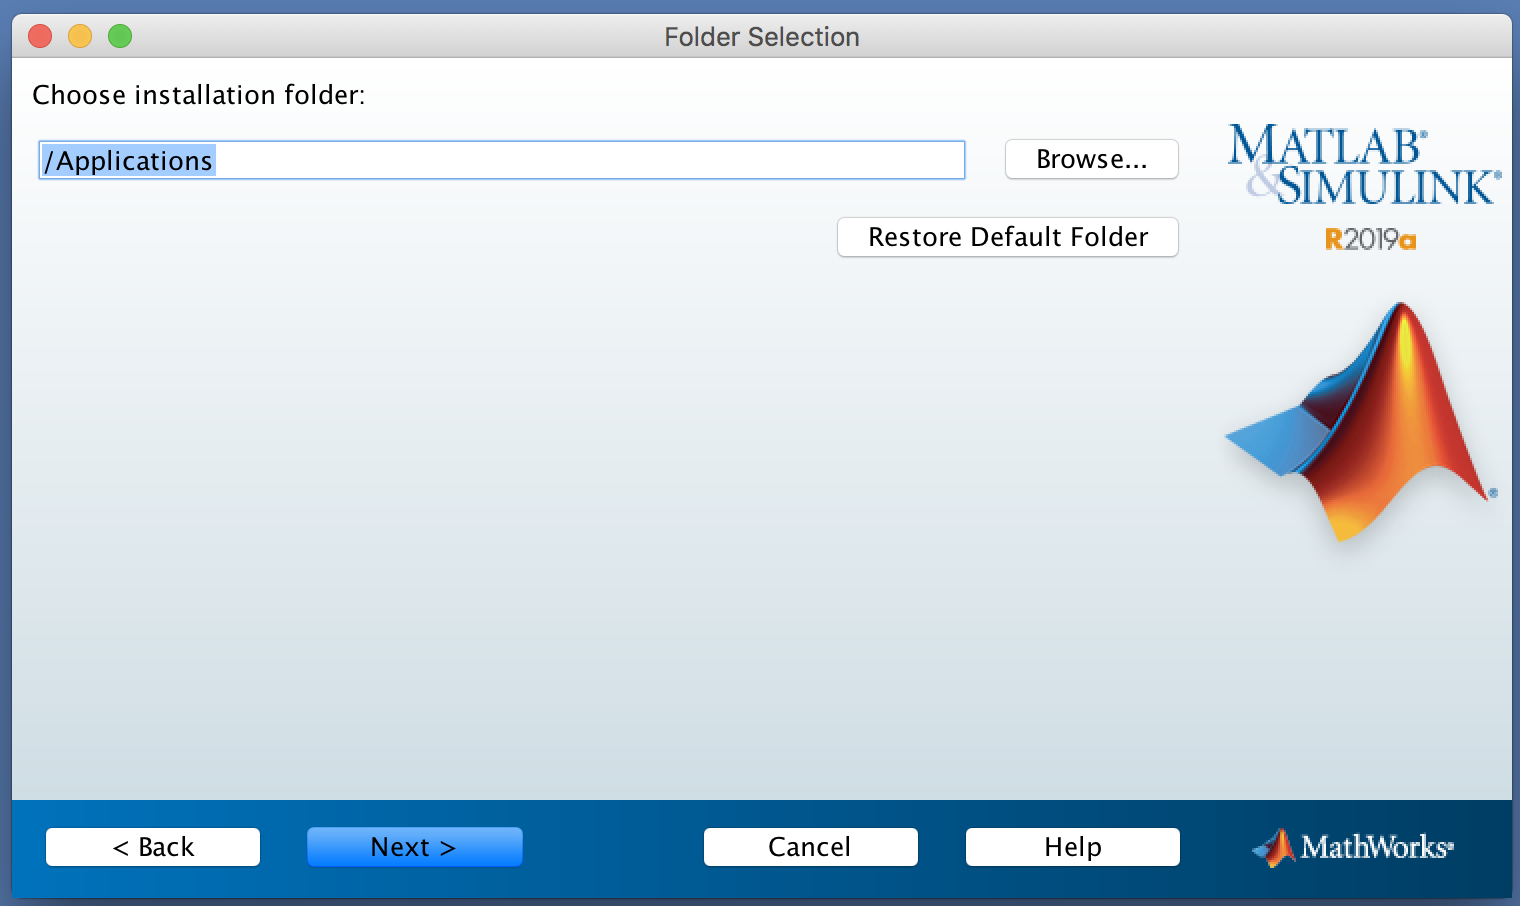 Folder Selection
Choose installation folder:
/Applications
Browse...
Restore Default Folder
MATLAB®
&SIMULINK®
R2019a
®
< Back
Next >
Cancel
Help
MathWorks®